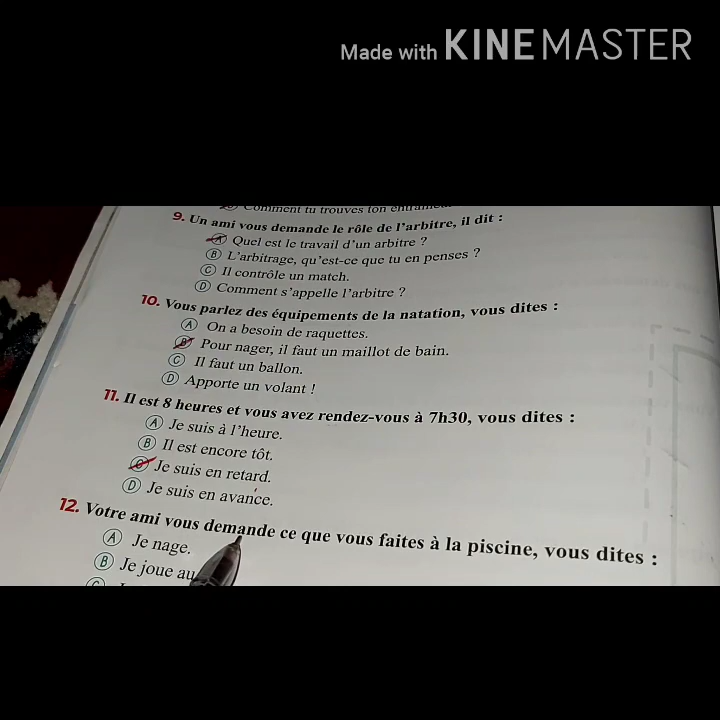 Made with KINEMASTER
Comment tu trouves ton
9. Un ami vous demande le rôle de l'arbitre, il dit :
A Quel est le travail d'un arbitre ?
B L'arbitrage, qu'est-ce que tu en penses ?
C Il contrôle un match.
D Comment s'appelle l'arbitre ?
10. Vous parlez des équipements de la natation, vous dites :
A On a besoin de raquettes.
B Pour nager, il faut un maillot de bain.
C Il faut un ballon.
D Apporte un volant !
11. Il est 8 heures et vous avez rendez-vous à 7h30, vous dites :
A Je suis à l'heure.
B Il est encore tôt.
C Je suis en retard.
D Je suis en avance.
12. Votre ami vous demande ce que vous faites à la piscine, vous dites :
A Je nage.
B Je joue au
C